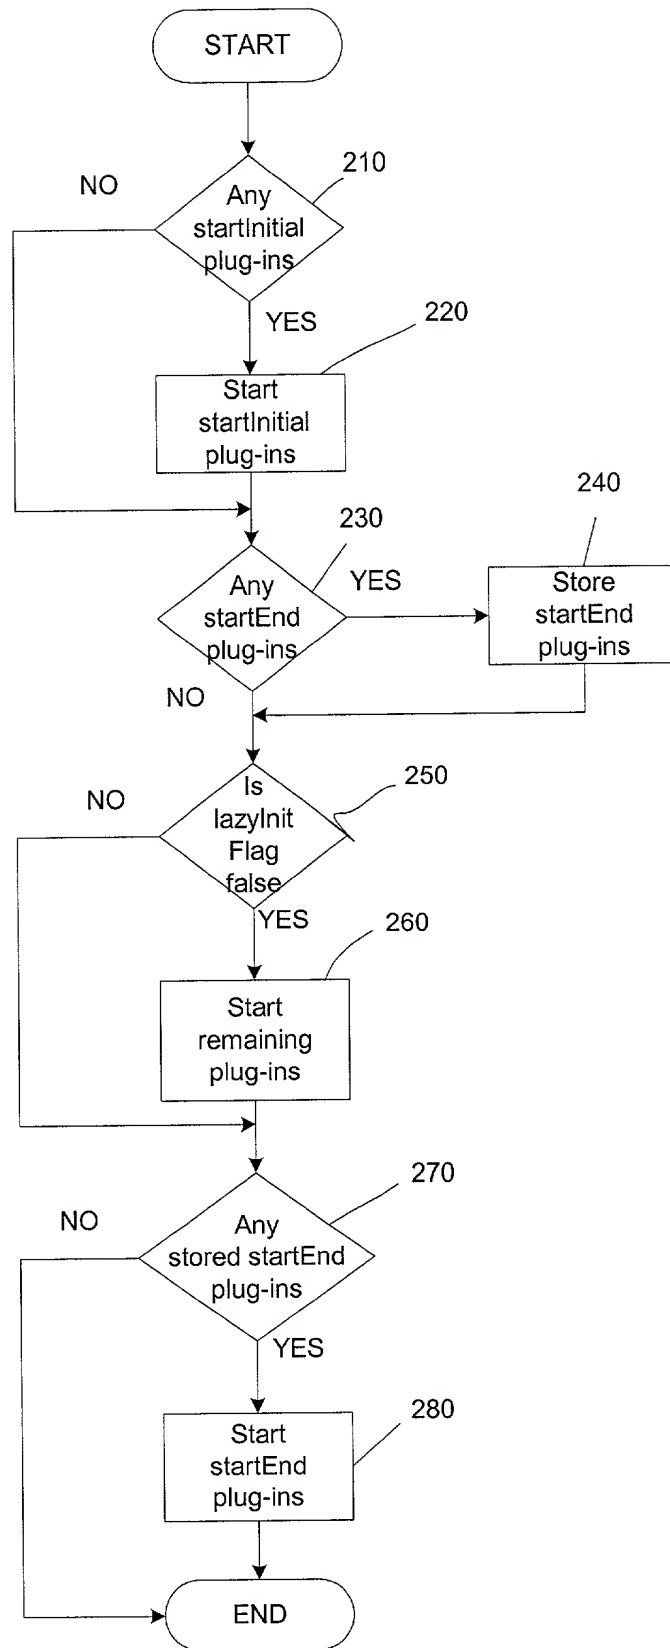 START
210
NO
Any
startInitial
plug-ins
YES
220
Start
startInitial
plug-ins
240
230
YES
Any
startEnd
plug-ins
Store
startEnd
plug-ins
NO
250
NO
Is
lazyInit
Flag
false
YES
260
Start
remaining
plug-ins
270
NO
Any
stored startEnd
plug-ins
YES
280
Start
startEnd
plug-ins
END